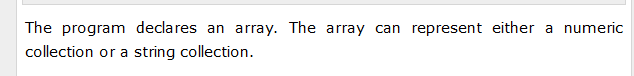 The program declares an array. The array can represent either a numeric
collection or a string collection.